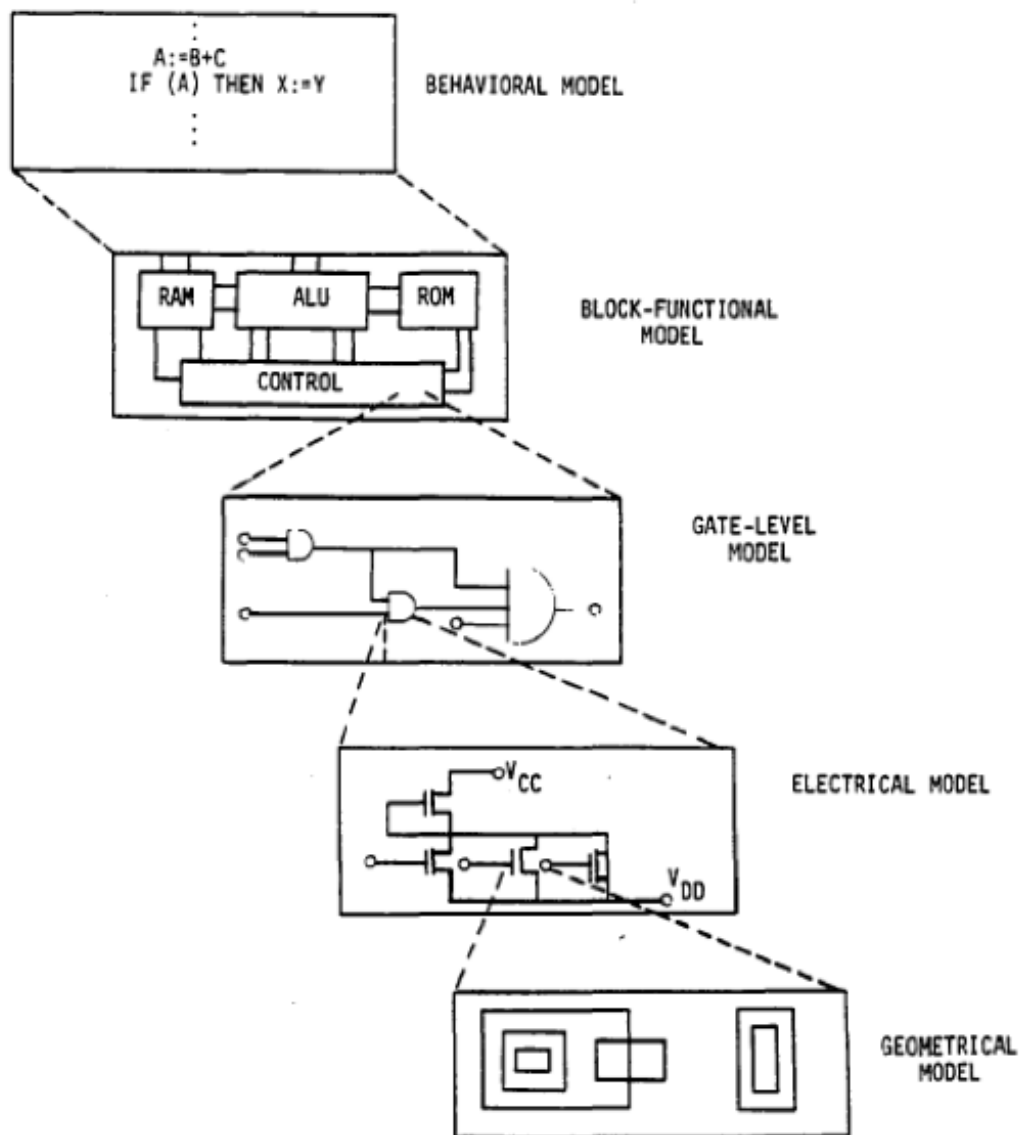 A:=B+C
IF (A) THEN X:=Y
BEHAVIORAL MODEL
RAM
ALU
ROM
CONTROL
BLOCK-FUNCTIONAL
MODEL
GATE-LEVEL
MODEL
VCC
VDD
ELECTRICAL MODEL
GEOMETRICAL
MODEL